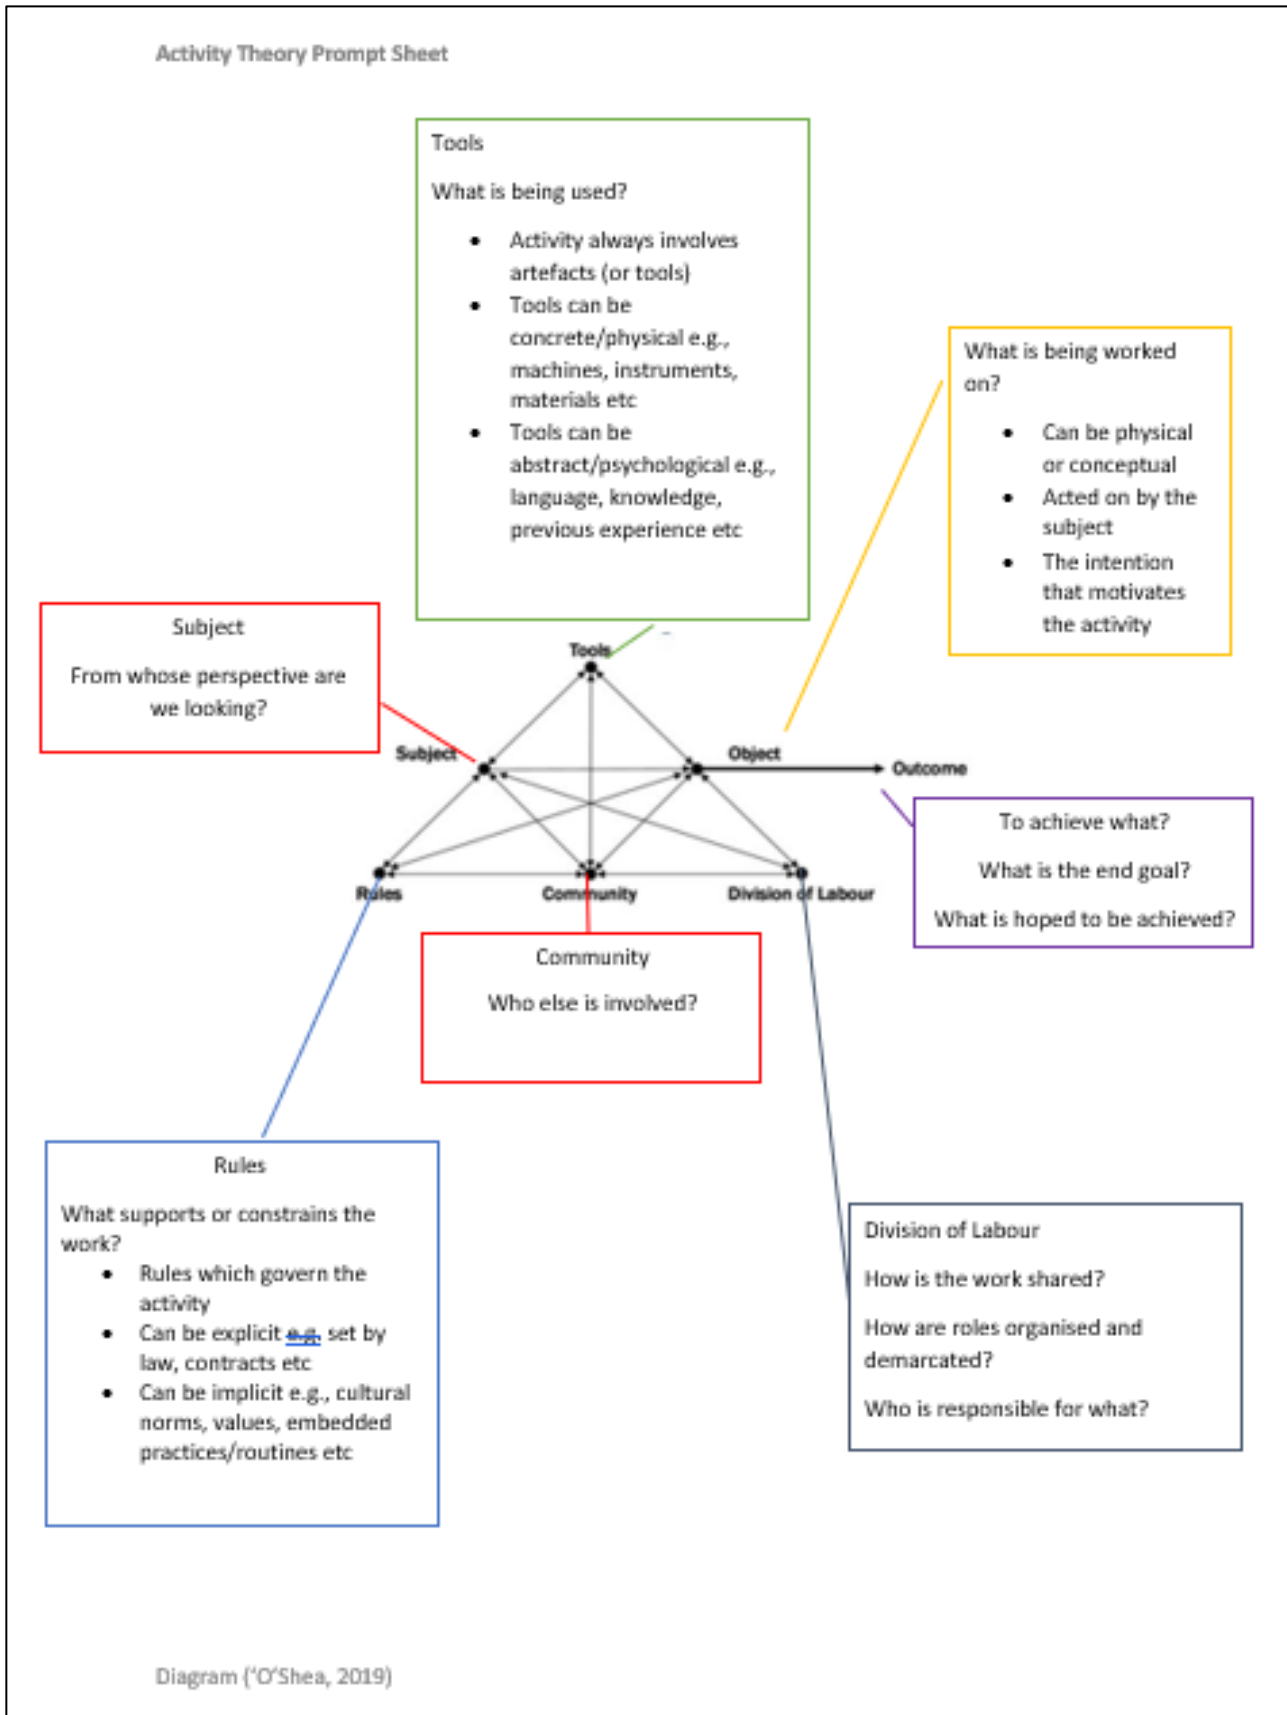 Activity Theory Prompt Sheet
Tools
What is being used?
• Activity always involves
artefacts (or tools)
• Tools can be
concrete/physical e.g.,
machines, instruments,
materials etc
• Tools can be
abstract/psychological e.g.,
language, knowledge,
previous experience etc
What is being worked
on?
• Can be physical
or conceptual
• Acted on by the
subject
• The intention
that motivates
the activity
Subject
From whose perspective are
we looking?
Tools
Subject
Object
Outcome
Rules
Community
Division of Labour
To achieve what?
What is the end goal?
What is hoped to be achieved?
Community
Who else is involved?
Rules
What supports or constrains the
work?
• Rules which govern the
activity
• Can be explicit e.g. set by
law, contracts etc
• Can be implicit e.g., cultural
norms, values, embedded
practices/routines etc
Division of Labour
How is the work shared?
How are roles organised and
demarcated?
Who is responsible for what?
Diagram ('O'Shea, 2019)